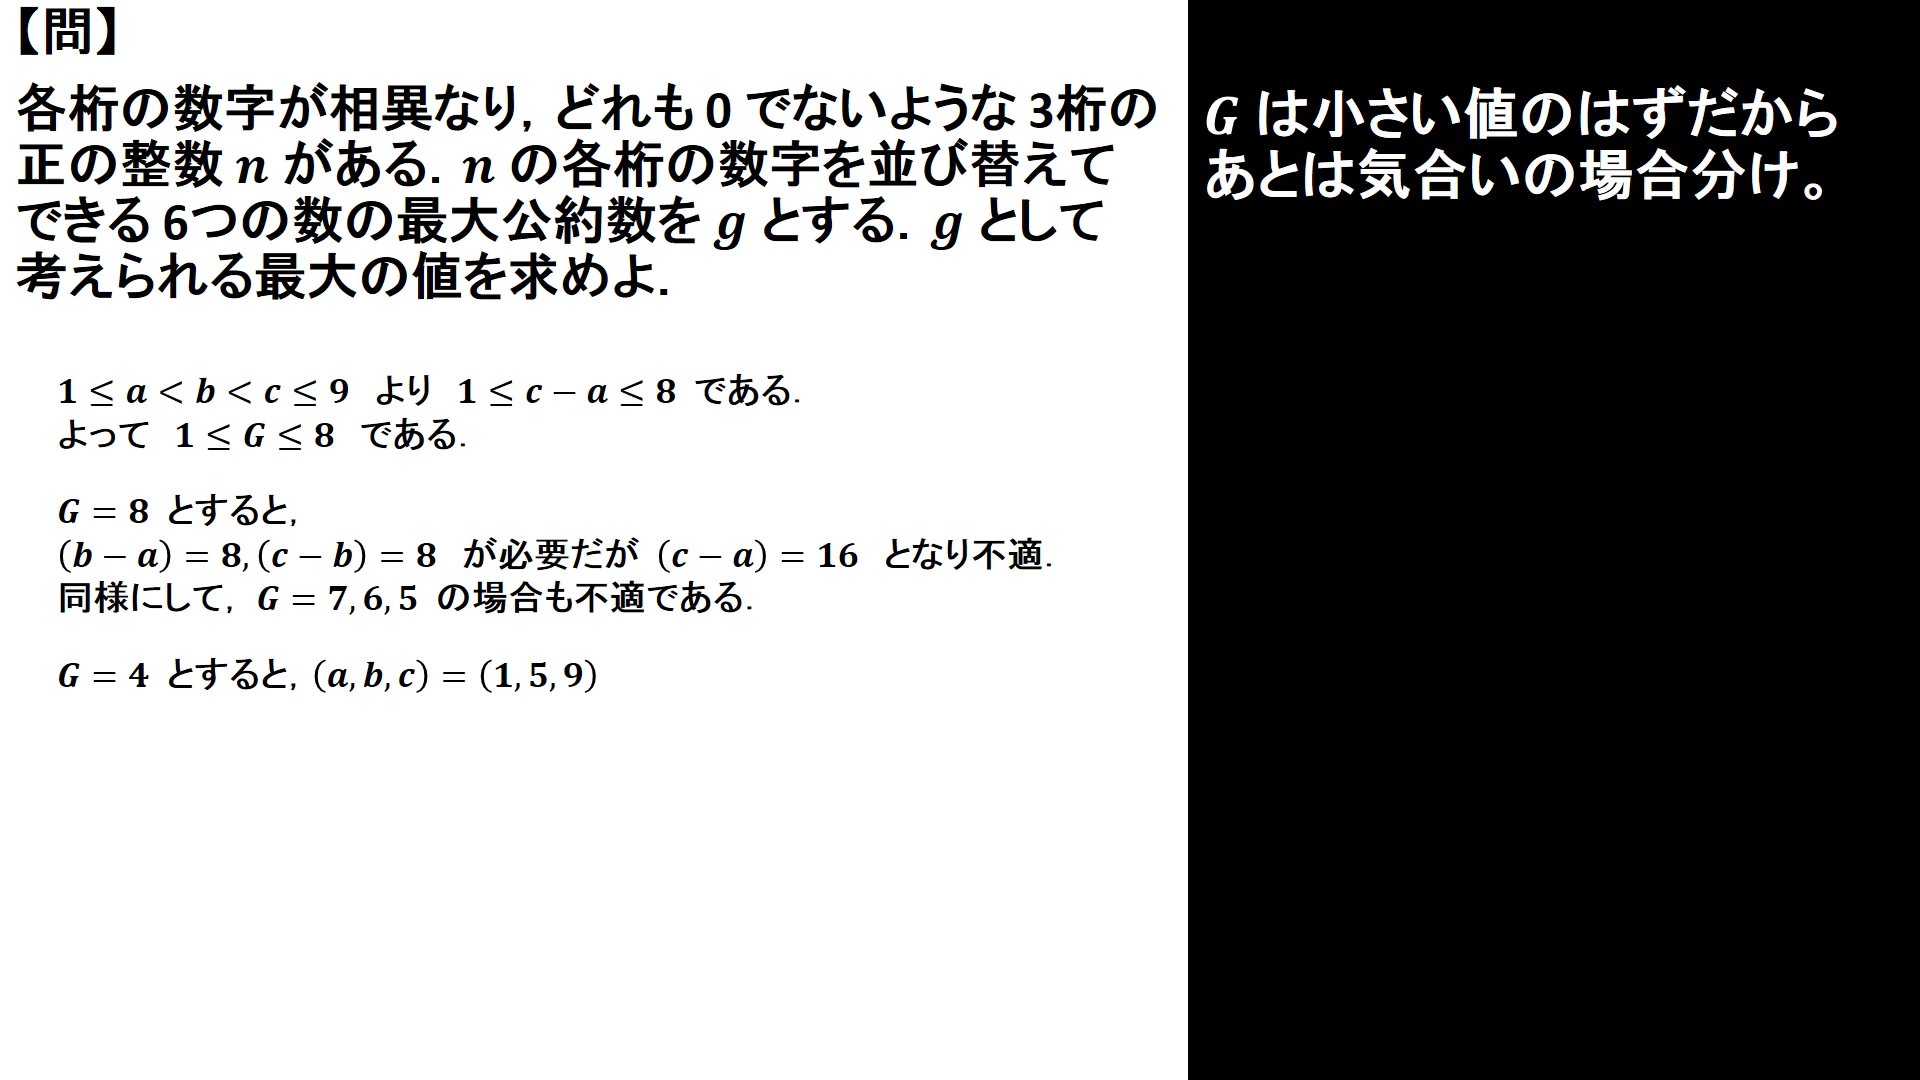 【問】
各桁の数字が相異なり, どれも 0 でないような 3桁の
正の整数 n がある. n の各桁の数字を並び替えて
できる 6つの数の最大公約数を g とする. g として
考えられる最大の値を求めよ.
1 ≤ a < b < c ≤ 9 より 1 ≤ c − a ≤ 8 である.
よって 1 ≤ G ≤ 8 である.
G = 8 とすると,
(b − a) = 8, (c − b) = 8 が必要だが (c − a) = 16 となり不適.
同様にして, G = 7, 6, 5 の場合も不適である.
G = 4 とすると, (a, b, c) = (1, 5, 9)
G は小さい値のはずだから
あとは気合いの場合分け。